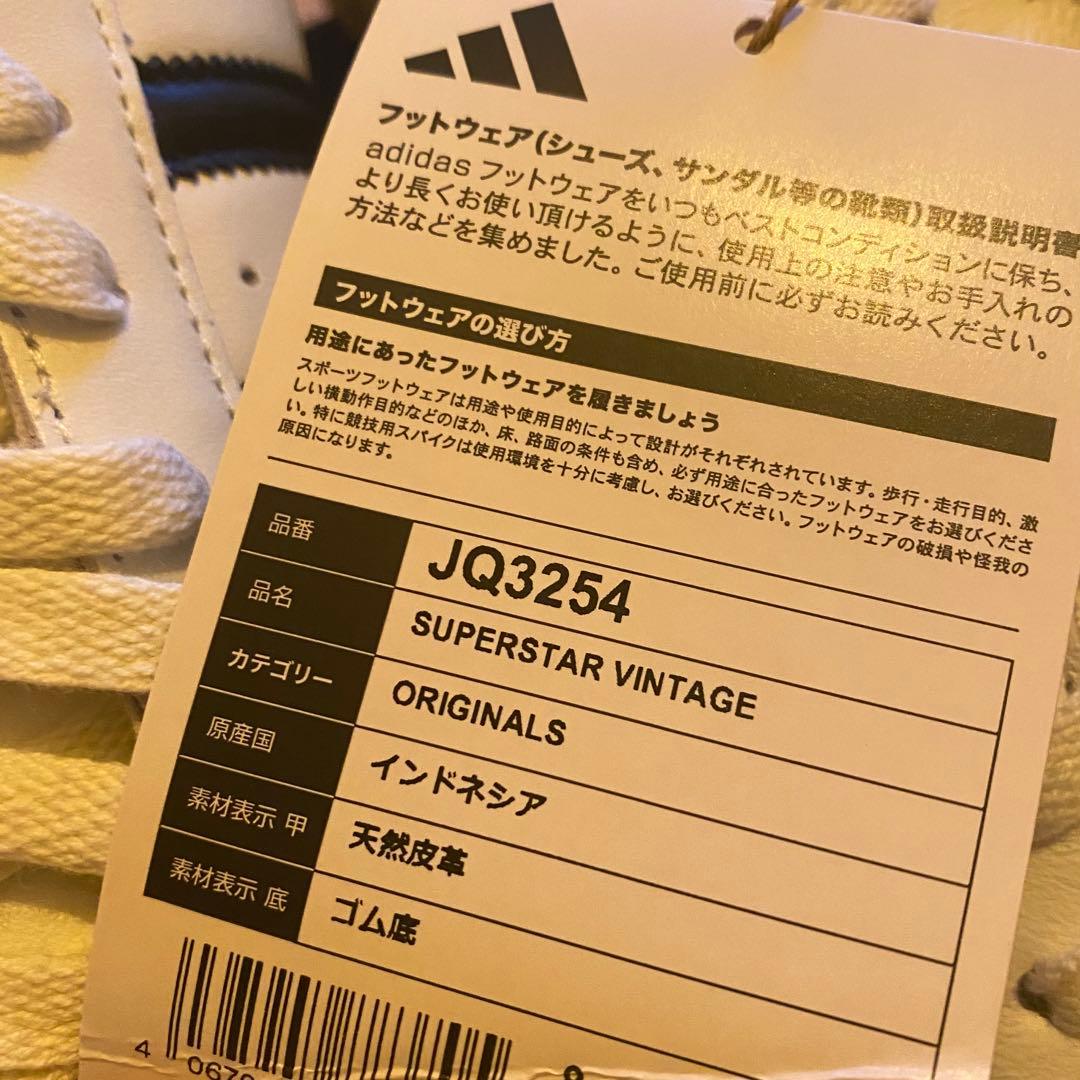 フットウェア(シューズ、サンダル等の靴類)取扱説明書
adidas フットウェアをいつもベストコンディションに保ち、
より長くお使い頂けるように、使用上の注意やお手入れの
方法などを集めました。ご使用前に必ずお読みください。
フットウェアの選び方
用途にあったフットウェアを履きましょう
スポーツフットウェアは用途や使用目的によって設計がそれぞれされています。歩行・走行目的、激
しい横動作目的などのほか、床、路面の条件も含め、必ず用途に合ったフットウェアをお選びくださ
い。特に競技用スパイクは使用環境を十分に考慮し、お選びください。フットウェアの破損や怪我の
原因になります。
品番 JQ3254
品名 SUPERSTAR VINTAGE
カテゴリー ORIGINALS
原産国 インドネシア
素材表示 甲 天然皮革
素材表示 底 ゴム底
4